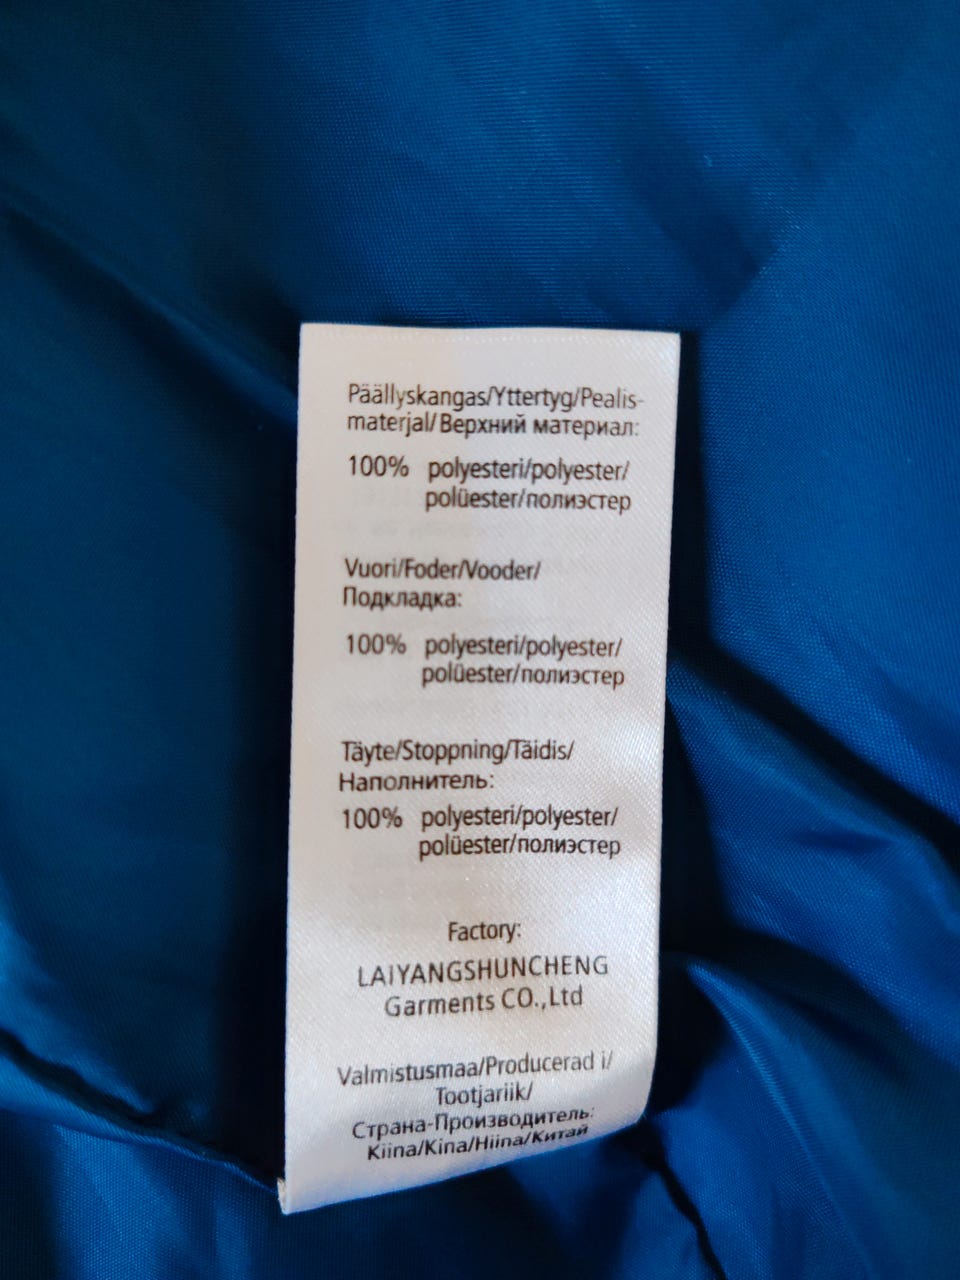 Päällyskangas/Yttertyg/Pealis-
materjal/Верхний материал:
100% polyesteri/polyester/
polüester/полиэстер
Vuori/Foder/Vooder/
Подкладка:
100% polyesteri/polyester/
polüester/полиэстер
Täyte/Stoppning/Täidis/
Наполнитель:
100% polyesteri/polyester/
polüester/полиэстер
Factory:
LAIYANGSHUNCHENG
Garments CO.,Ltd
Valmistusmaa/Producerad i/
Tootjariik/
Страна-Производитель:
Kiina/Kina/Hiina/Китай